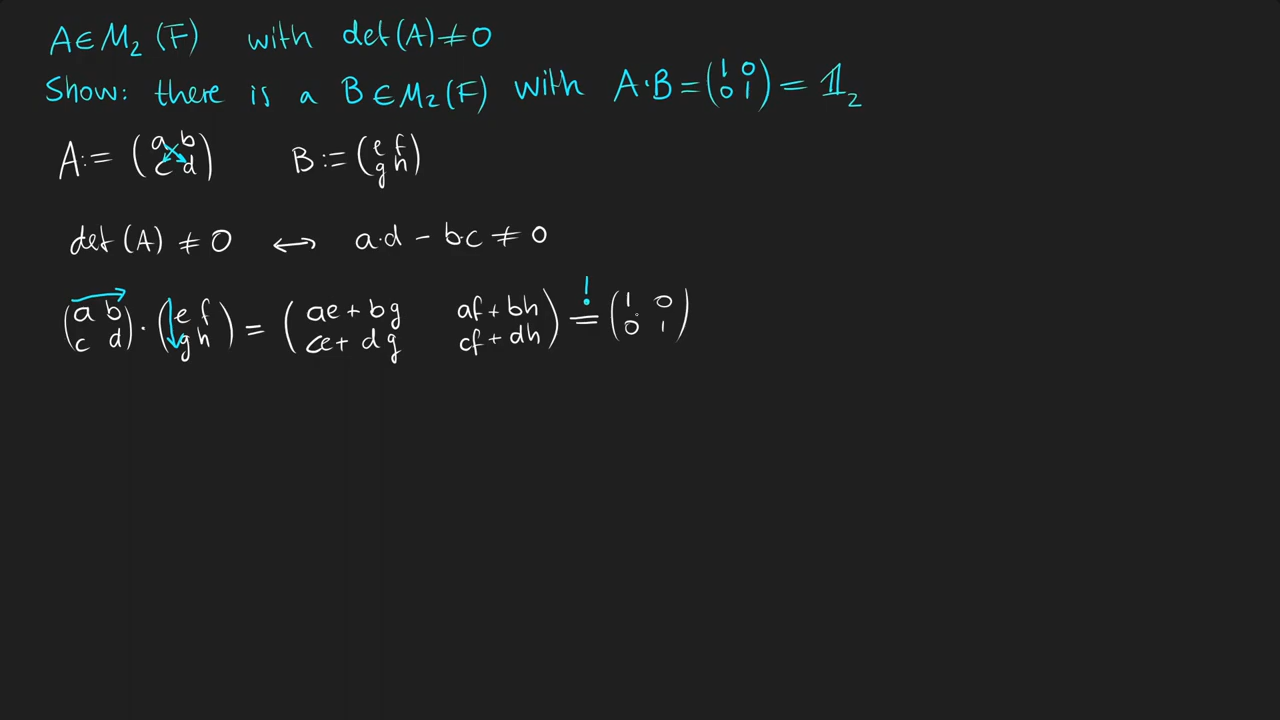 A ∈ M₂ (F) with det(A) ≠ 0
Show: there is a B ∈ M₂(F) with A·B = (1 0 / 0 1) = 𝟙₂
A := (a b / c d) B := (e f / g h)
det(A) ≠ 0 ⟷ a·d − b·c ≠ 0
(a b / c d) · (e f / g h) = (ae + bg af + bh / ce + dg cf + dh) =! (1 0 / 0 1)